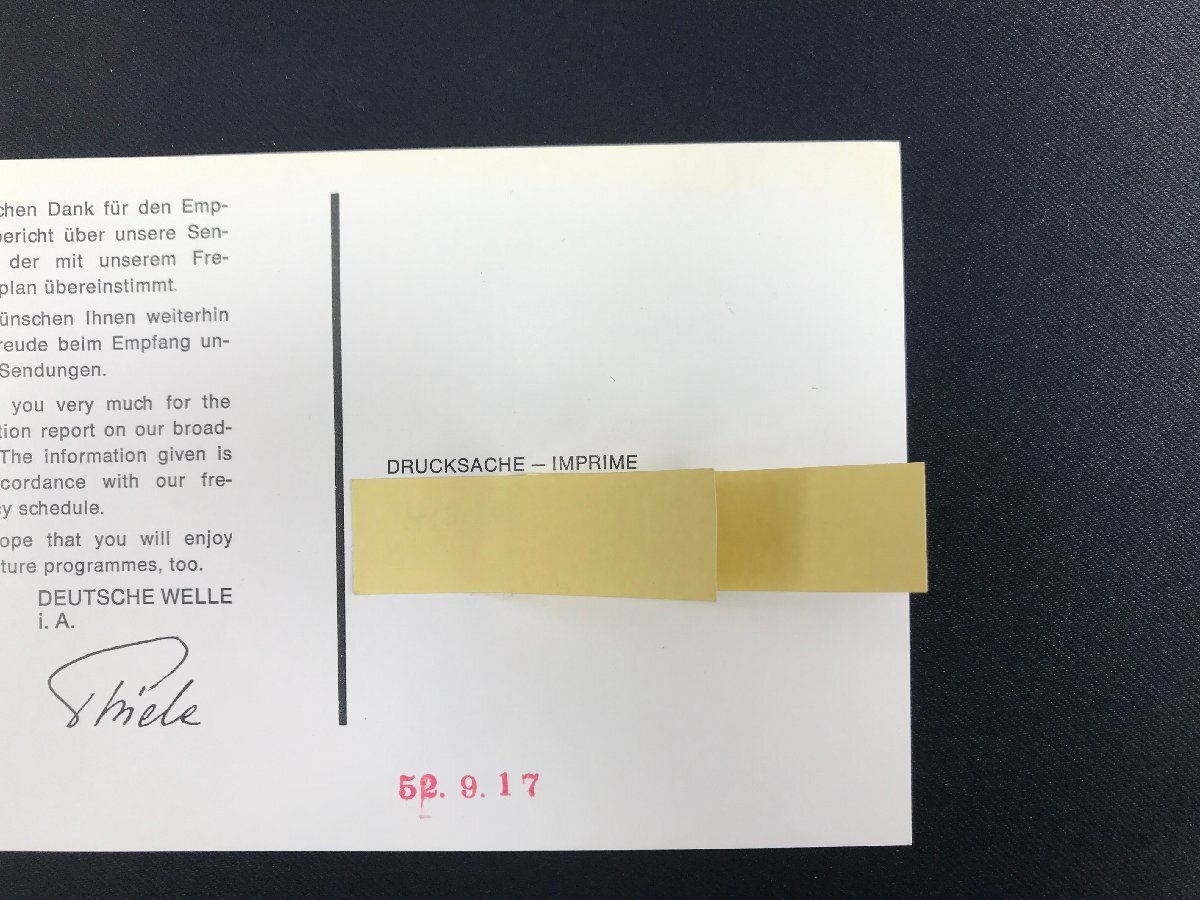 chen Dank für den Emp-
ericht über unsere Sen-
der mit unserem Fre-
plan übereinstimmt.
ünschen Ihnen weiterhin
reude beim Empfang un-
Sendungen.
you very much for the
tion report on our broad-
The information given is
cordance with our fre-
y schedule.
ope that you will enjoy
ture programmes, too.
DEUTSCHE WELLE
i. A.
Thiele
DRUCKSACHE – IMPRIME
52. 9. 17